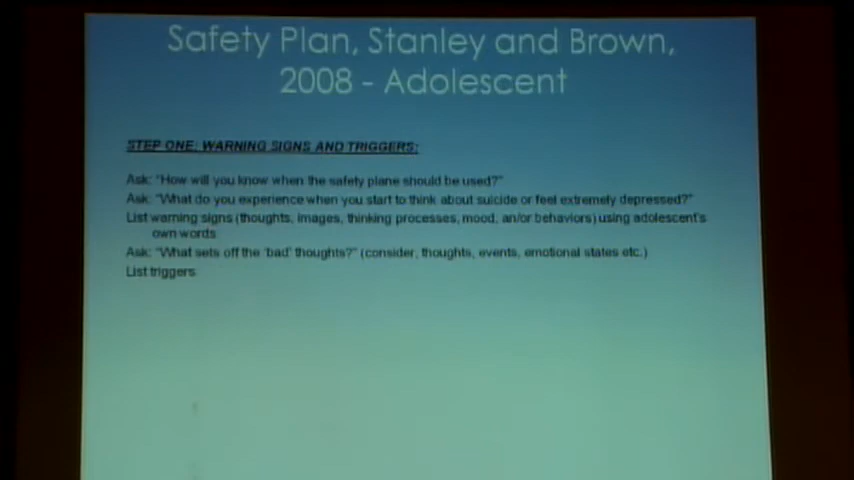 Safety Plan, Stanley and Brown,
2008 - Adolescent
STEP ONE: WARNING SIGNS AND TRIGGERS:
Ask: "How will you know when the safety plane should be used?"
Ask: "What do you experience when you start to think about suicide or feel extremely depressed?"
List warning signs (thoughts, images, thinking processes, mood, an/or behaviors) using adolescent's
own words
Ask: "What sets off the 'bad' thoughts?" (consider, thoughts, events, emotional states etc.)
List triggers